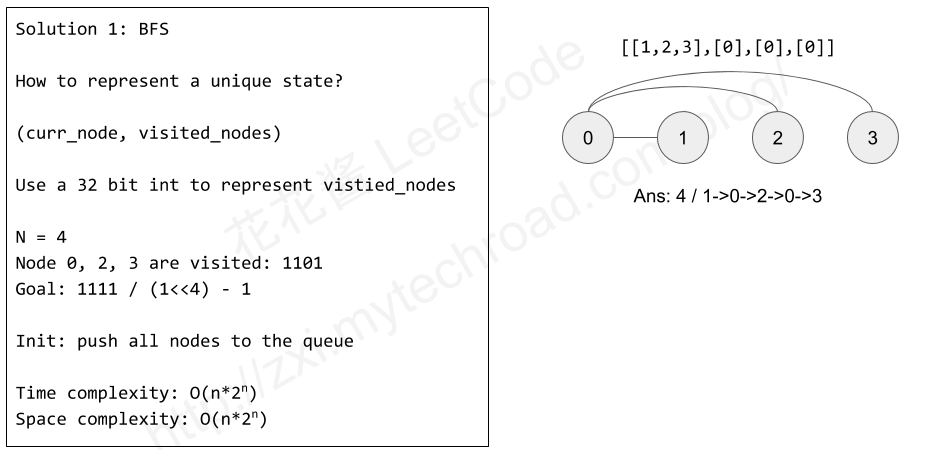 Solution 1: BFS
How to represent a unique state?
(curr_node, visited_nodes)
Use a 32 bit int to represent vistied_nodes
N = 4
Node 0, 2, 3 are visited: 1101
Goal: 1111 / (1<<4) - 1
Init: push all nodes to the queue
Time complexity: O(n*2ⁿ)
Space complexity: O(n*2ⁿ)
[[1,2,3],[0],[0],[0]]
0 1 2 3
Ans: 4 / 1->0->2->0->3
花花酱 LeetCode
http://zxi.mytechroad.com/blog/